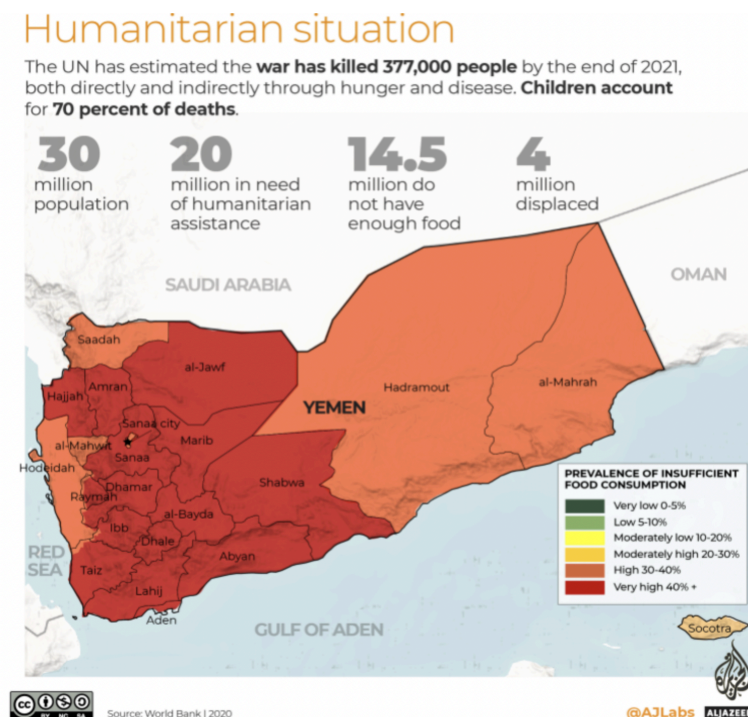 Humanitarian situation
The UN has estimated the war has killed 377,000 people by the end of 2021,
both directly and indirectly through hunger and disease. Children account
for 70 percent of deaths.
30
million
population
20
million in need
of humanitarian
assistance
14.5
million do
not have
enough food
4
million
displaced
SAUDI ARABIA
OMAN
Saadah
al-Jawf
Hajjah
Amran
Hadramout
al-Mahrah
YEMEN
Sanaa city
Marib
al-Mahwit
Sanaa
Hodeidah
Dhamar
Raymah
Shabwa
al-Bayda
Ibb
Dhale
Abyan
Taiz
Lahij
Aden
RED
SEA
GULF OF ADEN
Socotra
PREVALENCE OF INSUFFICIENT
FOOD CONSUMPTION
Very low 0-5%
Low 5-10%
Moderately low 10-20%
Moderately high 20-30%
High 30-40%
Very high 40% +
cc
BY NC SA
Source: World Bank | 2020
@AJLabs
ALJAZEE